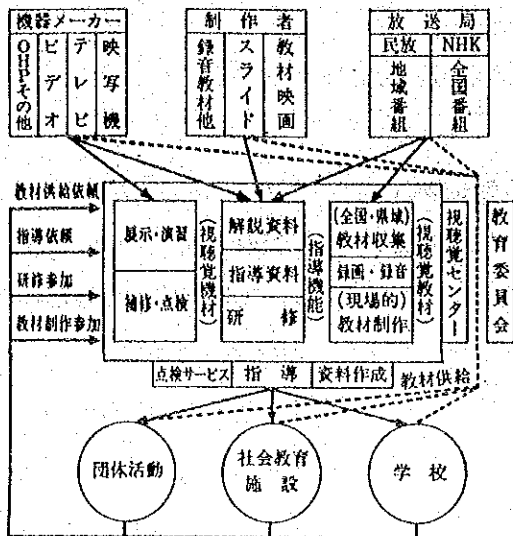 機器メーカー
OHPその他
ビデオ
テレビ
映写機
制作者
録音教材他
スライド
教材映画
放送局
民放
NHK
地域番組
全国番組
教材供給依頼
指導依頼
研修参加
教材制作参加
展示・演習
補修・点検
(視聴覚機材)
解説資料
指導資料
研修
(指導機能)
(全国・県域)
教材収集
録画・録音
(現場的)
教材制作
(視聴覚教材)
視聴覚センター
教育委員会
点検サービス
指導
資料作成
教材供給
団体活動
社会教育
施設
学校